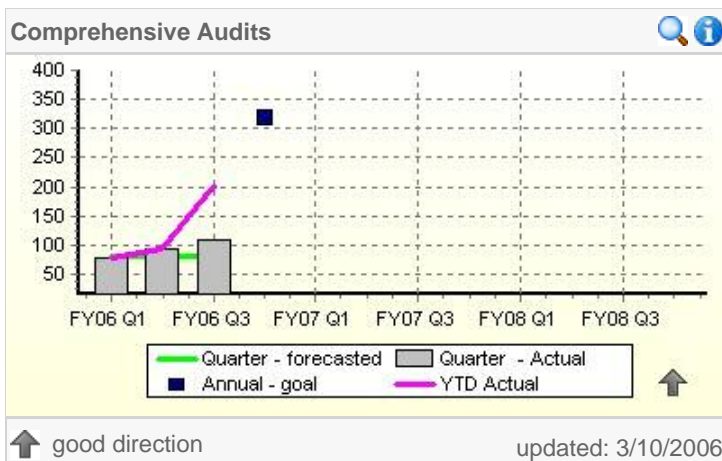 Comprehensive Audits
400
350
300
250
200
150
100
50
FY06 Q1 FY06 Q3 FY07 Q1 FY07 Q3 FY08 Q1 FY08 Q3
Quarter - forecasted Quarter - Actual
Annual - goal YTD Actual
good direction updated: 3/10/2006